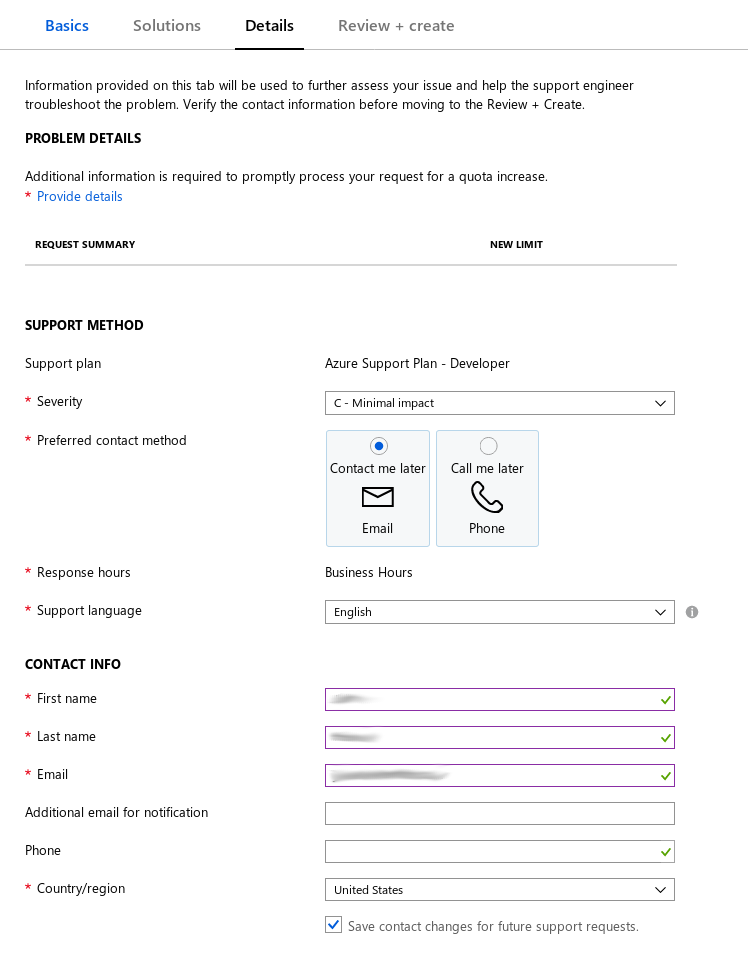 Basics Solutions Details Review + create
Information provided on this tab will be used to further assess your issue and help the support engineer
troubleshoot the problem. Verify the contact information before moving to the Review + Create.
PROBLEM DETAILS
Additional information is required to promptly process your request for a quota increase.
* Provide details
REQUEST SUMMARY NEW LIMIT
SUPPORT METHOD
Support plan Azure Support Plan - Developer
* Severity C - Minimal impact
* Preferred contact method
Contact me later Call me later
Email Phone
* Response hours Business Hours
* Support language English
CONTACT INFO
* First name
* Last name
* Email
Additional email for notification
Phone
* Country/region United States
Save contact changes for future support requests.